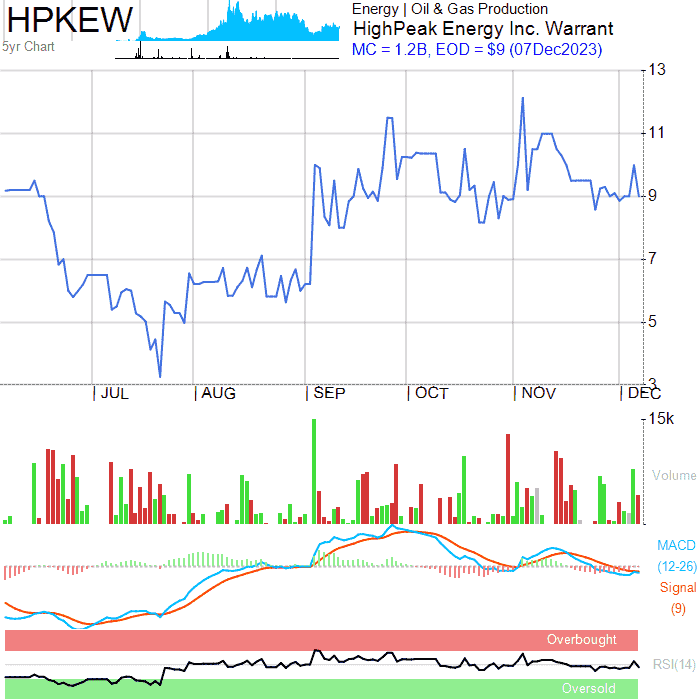 HPKEW
5yr Chart
Energy | Oil & Gas Production
HighPeak Energy Inc. Warrant
MC = 1.2B, EOD = $9 (07Dec2023)
13
11
9
7
5
3
JUL
AUG
SEP
OCT
NOV
DEC
15k
Volume
MACD
(12-26)
Signal
(9)
Overbought
RSI(14)
Oversold